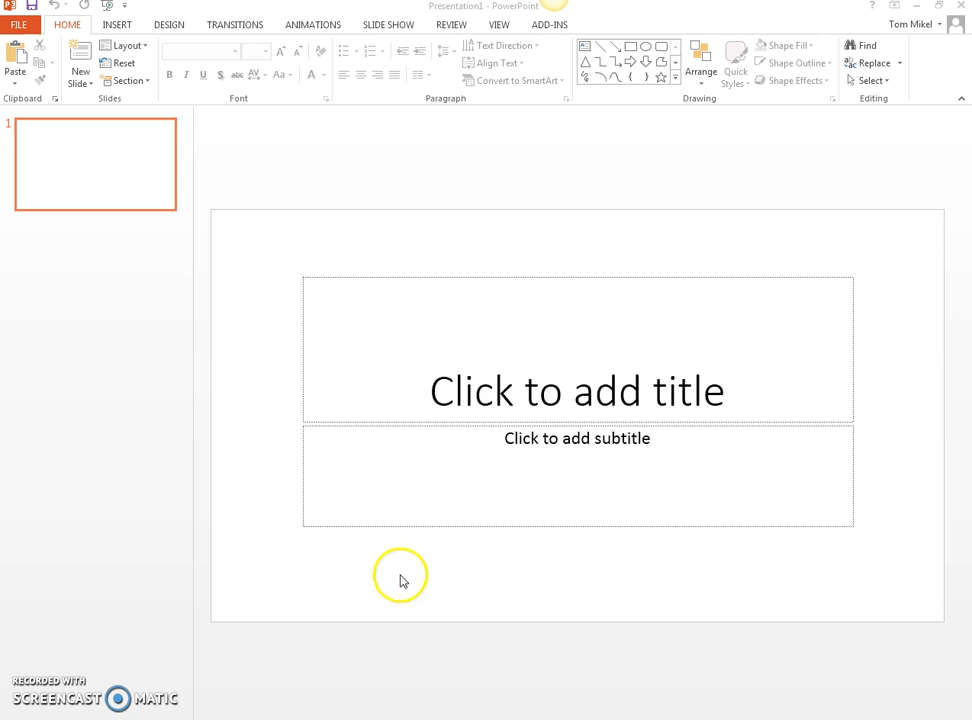 Presentation1 - PowerPoint
?
FILE HOME INSERT DESIGN TRANSITIONS ANIMATIONS SLIDE SHOW REVIEW VIEW ADD-INS Tom Mikel
Paste
New
Slide
Layout
Reset
Section
B I U S abc AV Aa A
A A
Text Direction
Align Text
Convert to SmartArt
Arrange
Quick
Styles
Shape Fill
Shape Outline
Shape Effects
Find
Replace
Select
Clipboard Slides Font Paragraph Drawing Editing
1
Click to add title
Click to add subtitle
RECORDED WITH
SCREENCAST MATIC